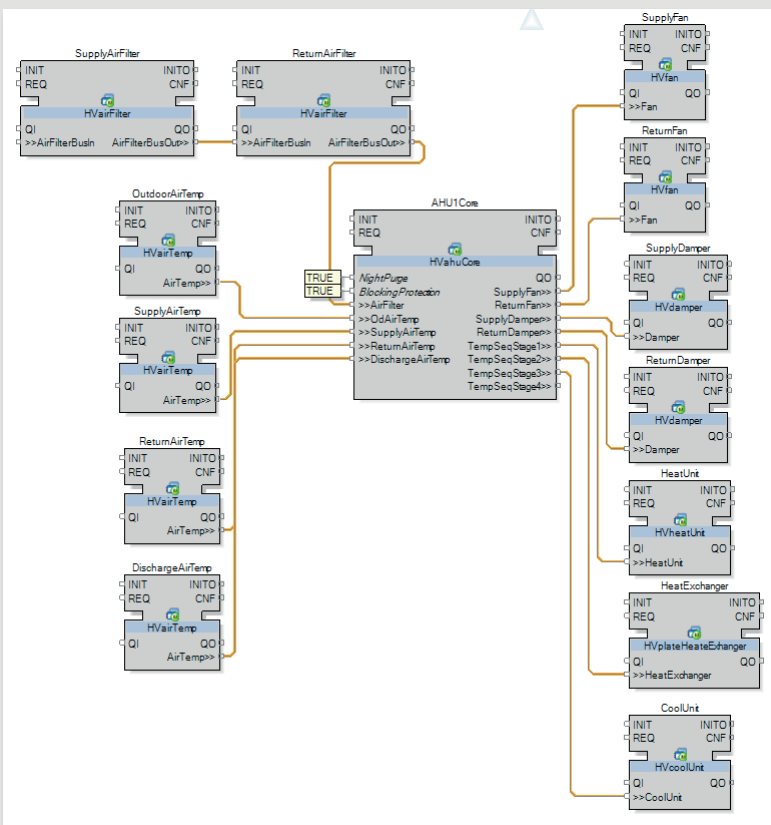 SupplyAirFilter
INIT INITO
REQ CNF
HVairFilter
QI QO
>>AirFilterBusIn AirFilterBusOut>>
ReturnAirFilter
INIT INITO
REQ CNF
HVairFilter
QI QO
>>AirFilterBusIn AirFilterBusOut>>
OutdoorAirTemp
INIT INITO
REQ CNF
HVairTemp
QI QO
AirTemp>>
SupplyAirTemp
INIT INITO
REQ CNF
HVairTemp
QI QO
AirTemp>>
ReturnAirTemp
INIT INITO
REQ CNF
HVairTemp
QI QO
AirTemp>>
DischargeAirTemp
INIT INITO
REQ CNF
HVairTemp
QI QO
AirTemp>>
AHU1Core
INIT INITO
REQ CNF
HVahuCore
QO
TRUE NightPurge
TRUE BlockingProtection SupplyFan>>
>>AirFilter ReturnFan>>
>>OdAirTemp SupplyDamper>>
>>SupplyAirTemp ReturnDamper>>
>>ReturnAirTemp TempSeqStage1>>
>>DischargeAirTemp TempSeqStage2>>
TempSeqStage3>>
TempSeqStage4>>
SupplyFan
INIT INITO
REQ CNF
HVfan
QI QO
>>Fan
ReturnFan
INIT INITO
REQ CNF
HVfan
QI QO
>>Fan
SupplyDamper
INIT INITO
REQ CNF
HVdamper
QI QO
>>Damper
ReturnDamper
INIT INITO
REQ CNF
HVdamper
QI QO
>>Damper
HeatUnit
INIT INITO
REQ CNF
HVheatUnit
QI QO
>>HeatUnit
HeatExchanger
INIT INITO
REQ CNF
HVplateHeateExhanger
QI QO
>>HeatExchanger
CoolUnit
INIT INITO
REQ CNF
HVcoolUnit
QI QO
>>CoolUnit